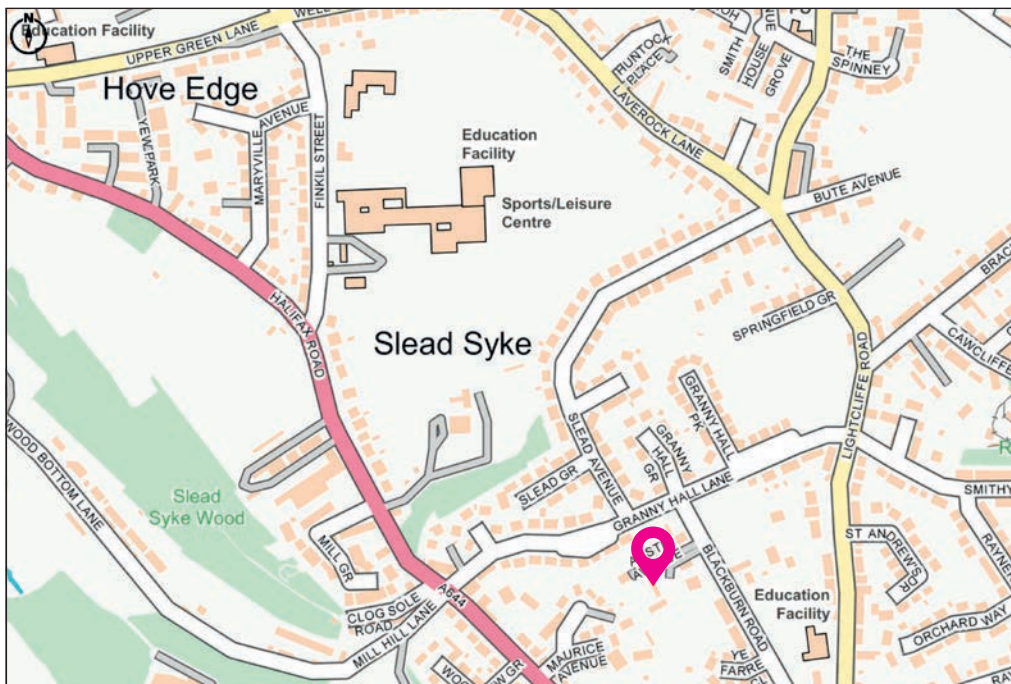 N
Education Facility
UPPER GREEN LANE
Hove Edge
YEW PARK
MARYVILLE AVENUE
FINKIL STREET
HUNTOCK
PLACE
SMITH
HOUSE
GROVE
THE
SPINNEY
LAVEROCK LANE
Education
Facility
Sports/Leisure
Centre
BUTE AVENUE
HALIFAX ROAD
Slead Syke
SPRINGFIELD GR
LIGHTCLIFFE ROAD
CAWCLIFFE
WOOD BOTTOM LANE
Slead
Syke Wood
SLEAD AVENUE
SLEAD GR
GRANNY
HALL
GR
GRANNY HALL
PK
GRANNY HALL LANE
SMITHY
ST ANDREW'S
DR
MILL GR
A644
CLOG SOLE
ROAD
MILL HILL LANE
MAURICE
AVENUE
BLACKBURN ROAD
Education
Facility
ORCHARD WAY
YE
FARRE